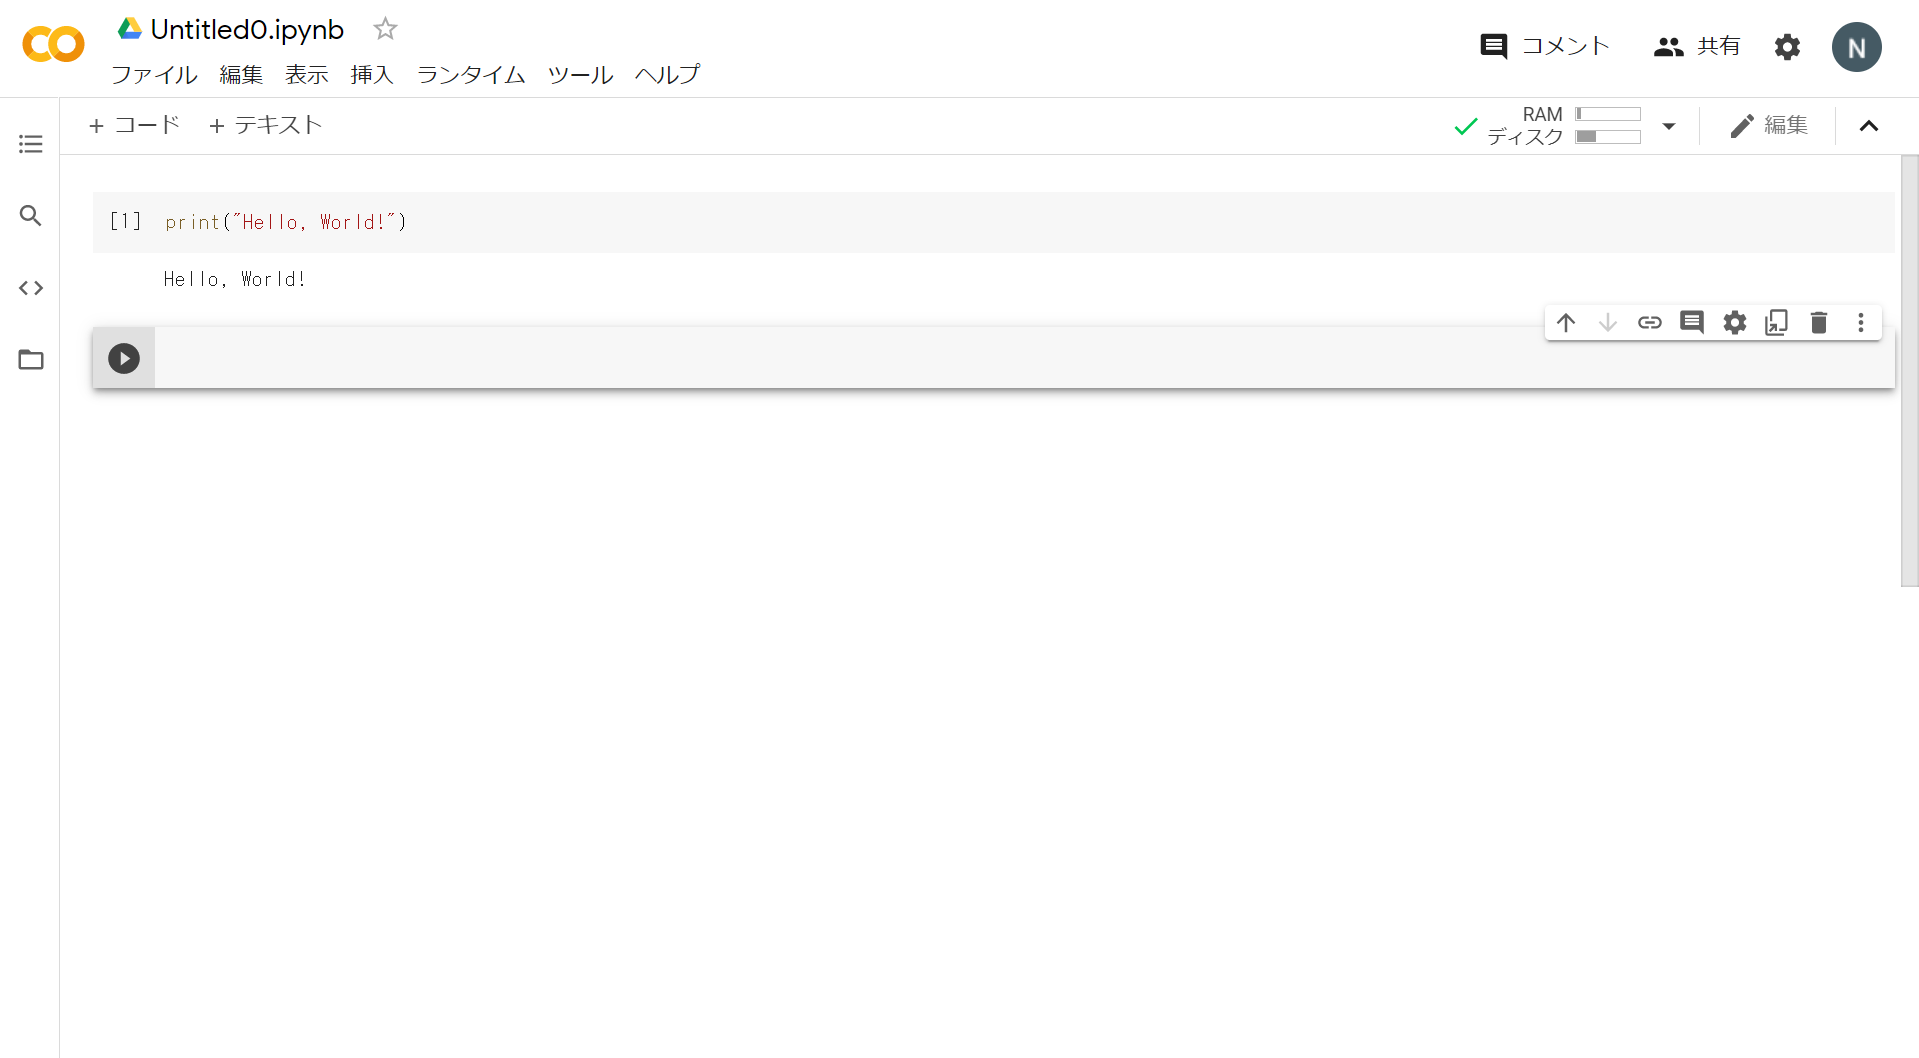 Untitled0.ipynb
ファイル 編集 表示 挿入 ランタイム ツール ヘルプ
コメント 共有 N
+ コード + テキスト
RAM
ディスク
編集
[1] print("Hello, World!")
Hello, World!